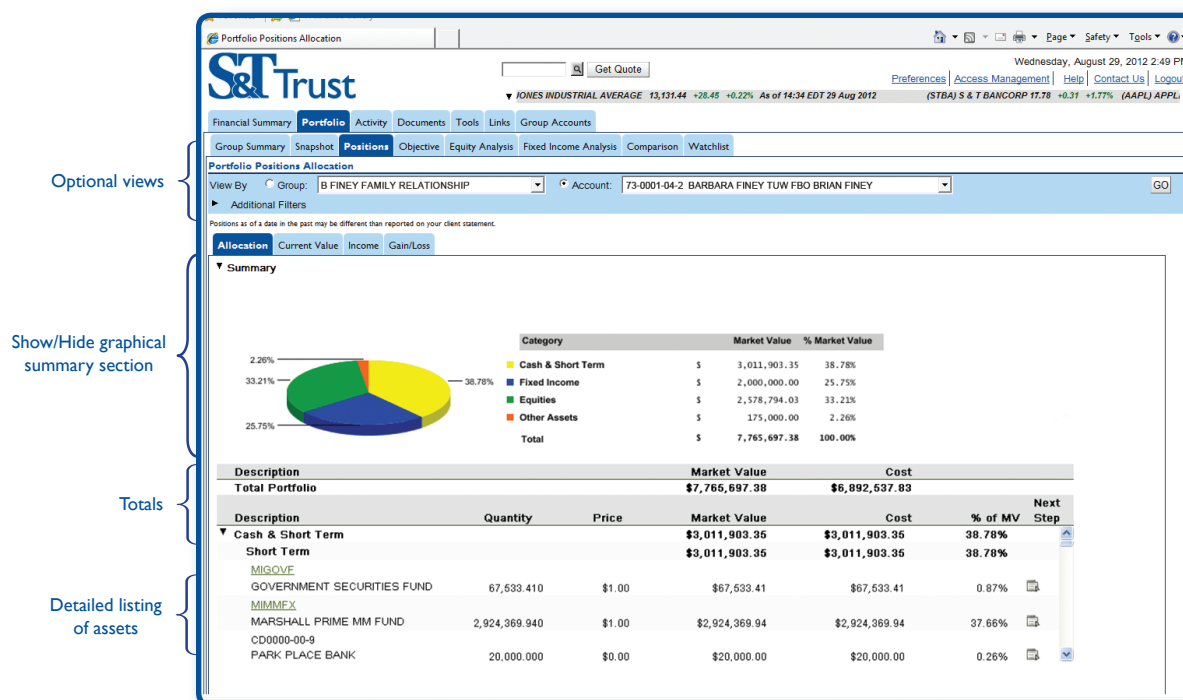 Portfolio Positions Allocation
Page
Safety
Tools
S&T Trust
Get Quote
Wednesday, August 29, 2012 2:49 PM
Preferences | Access Management | Help | Contact Us | Logout
JONES INDUSTRIAL AVERAGE 13,131.44 +28.45 +0.22% As of 14:34 EDT 29 Aug 2012 (STBA) S & T BANCORP 17.78 +0.31 +1.77% (AAPL) APPL
Financial Summary Portfolio Activity Documents Tools Links Group Accounts
Group Summary Snapshot Positions Objective Equity Analysis Fixed Income Analysis Comparison Watchlist
Portfolio Positions Allocation
Optional views
View By Group: B FINEY FAMILY RELATIONSHIP Account: 73-0001-04-2 BARBARA FINEY TUW FBO BRIAN FINEY GO
Additional Filters
Positions as of a date in the past may be different than reported on your client statement.
Allocation Current Value Income Gain/Loss
Summary
Show/Hide graphical
summary section
2.26%
33.21%
25.75%
38.78%
Category Market Value % Market Value
Cash & Short Term $ 3,011,903.35 38.78%
Fixed Income $ 2,000,000.00 25.75%
Equities $ 2,578,794.03 33.21%
Other Assets $ 175,000.00 2.26%
Total $ 7,765,697.38 100.00%
Totals
Description Market Value Cost
Total Portfolio $7,765,697.38 $6,892,537.83
Description Quantity Price Market Value Cost % of MV Next Step
Cash & Short Term $3,011,903.35 $3,011,903.35 38.78%
Short Term $3,011,903.35 $3,011,903.35 38.78%
Detailed listing
of assets
MIGOVF
GOVERNMENT SECURITIES FUND 67,533.410 $1.00 $67,533.41 $67,533.41 0.87%
MIMMFX
MARSHALL PRIME MM FUND 2,924,369.940 $1.00 $2,924,369.94 $2,924,369.94 37.66%
CD0000-00-9
PARK PLACE BANK 20,000.000 $0.00 $20,000.00 $20,000.00 0.26%